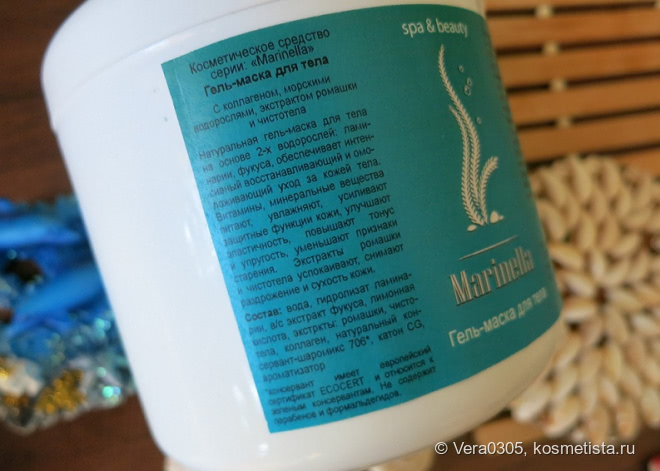 Косметическое средство
серии: «Marinella»
Гель-маска для тела
С коллагеном, морскими
водорослями, экстрактом ромашки
и чистотела
Натуральная гель-маска для тела
на основе 2-х водорослей: лами-
нарии, фукуса, обеспечивает интен-
сивный восстанавливающий и омо-
лаживающий уход за кожей тела.
Витамины, минеральные вещества
питают, увлажняют, усиливают
защитные функции кожи, улучшают
эластичность, повышают тонус
и упругость, уменьшают признаки
старения. Экстракты ромашки
и чистотела успокаивают, снимают
раздрожение и сухость кожи.
Состав: вода, гидролизат ламина-
рии, в/с экстракт фукуса, лимонная
кислота, экстркты: ромашки, чисто-
тела, коллаген, натуральный кон-
сервант-шаромикс 706*, катон CG,
ароматизатор
*консервант имеет европейский
сертификат ECOCERT и относится к
зеленым консервантам. Не содержит
парабенов и формальдегидов.
spa & beauty
Marinella
Гель-маска для тела
© Vera0305, kosmetista.ru